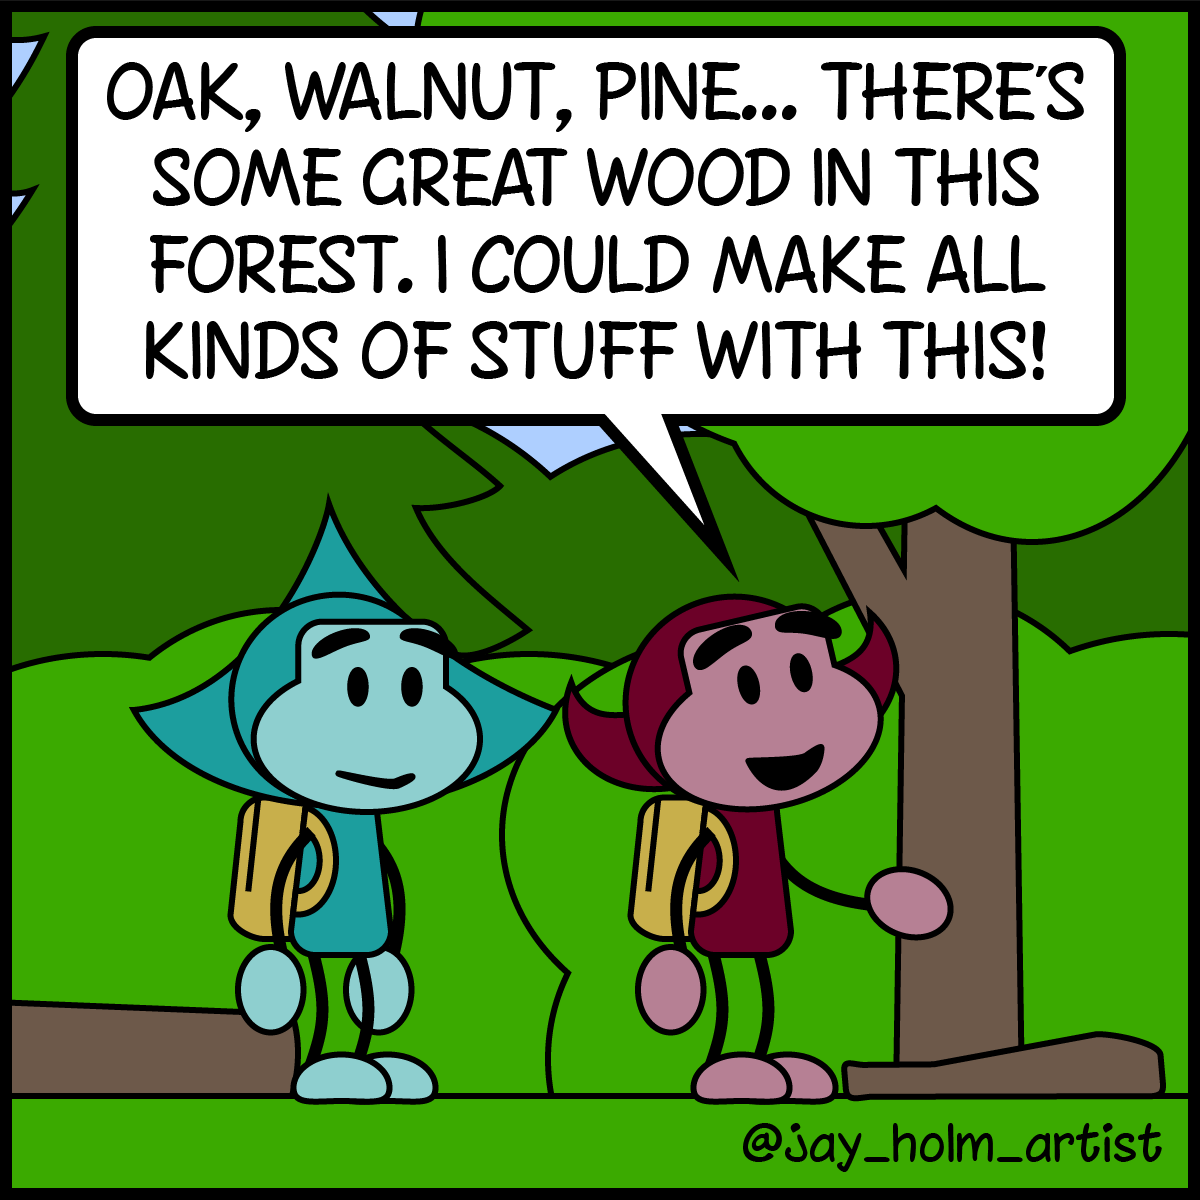 OAK, WALNUT, PINE... THERE'S
SOME GREAT WOOD IN THIS
FOREST. I COULD MAKE ALL
KINDS OF STUFF WITH THIS!
@jay_holm_artist